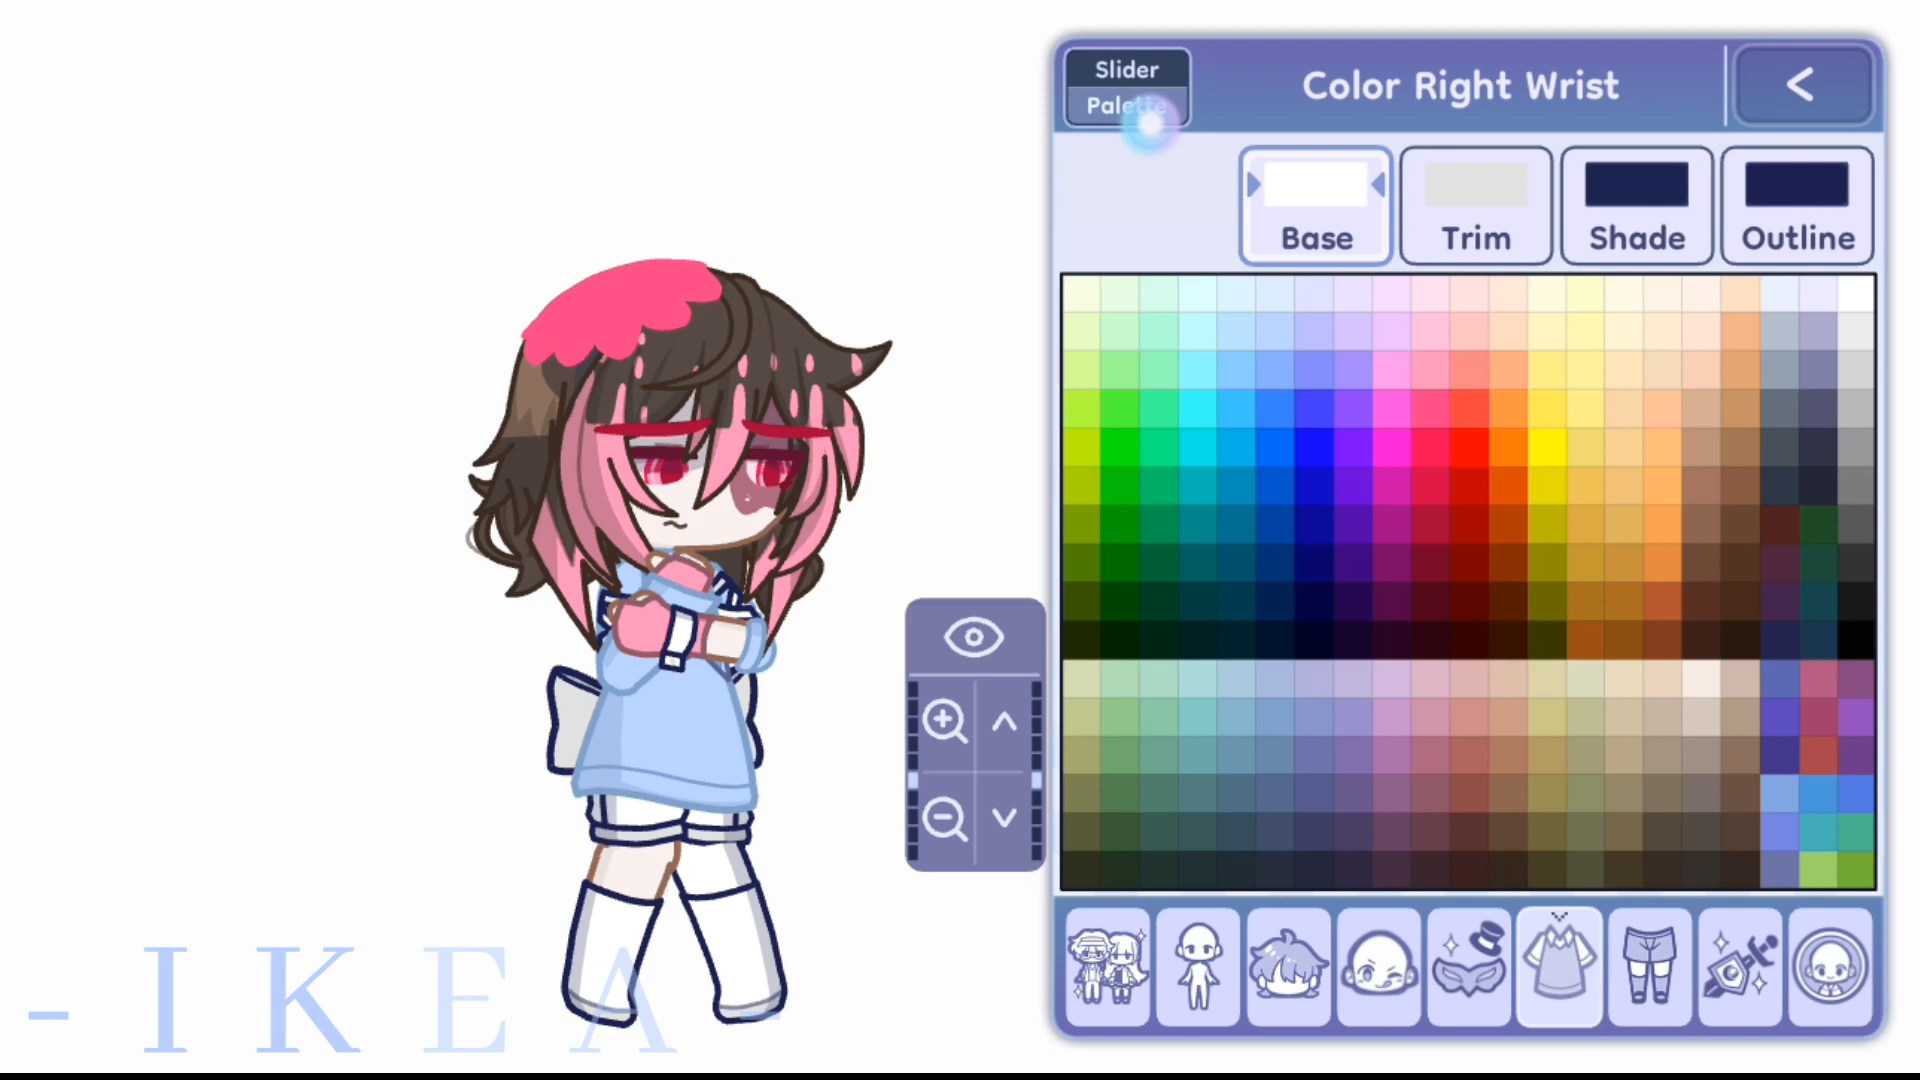 Slider
Palette
Color Right Wrist
Base
Trim
Shade
Outline
- I K E A -